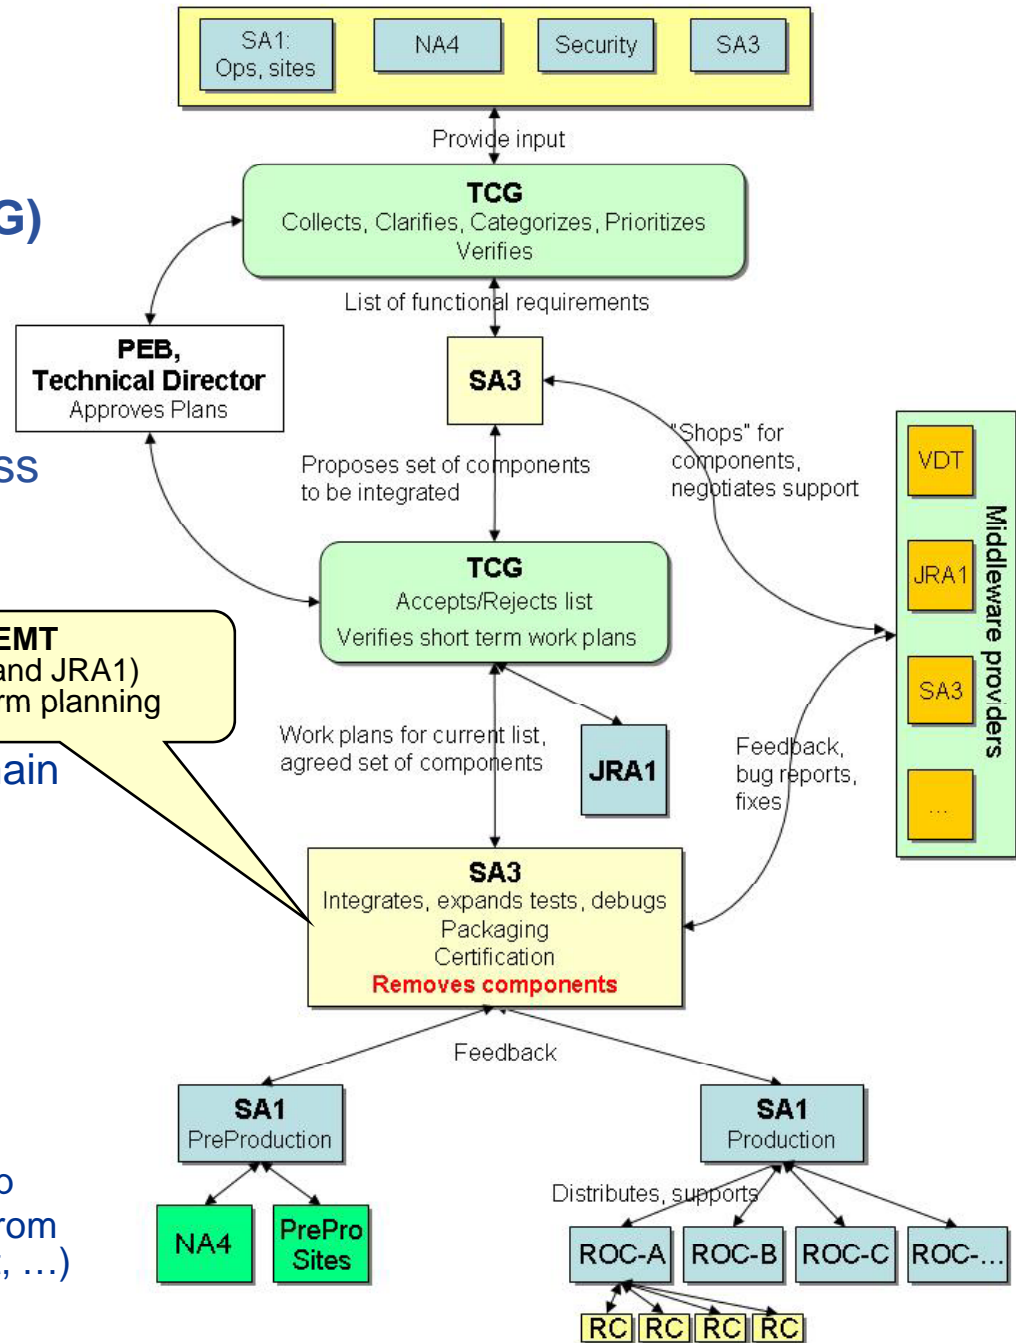 SA1:
Ops, sites
NA4
Security
SA3
Provide input
TCG
Collects, Clarifies, Categorizes, Prioritizes
Verifies
G)
List of functional requirements
PEB,
Technical Director
Approves Plans
SA3
"Shops" for
components,
negotiates support
ss
Proposes set of components
to be integrated
VDT
JRA1
SA3
...
Middleware providers
TCG
Accepts/Rejects list
Verifies short term work plans
EMT
and JRA1)
rm planning
Work plans for current list,
agreed set of components
JRA1
Feedback,
bug reports,
fixes
ain
SA3
Integrates, expands tests, debugs
Packaging
Certification
Removes components
Feedback
SA1
PreProduction
SA1
Production
Distributes, supports
NA4
PrePro
Sites
ROC-A
ROC-B
ROC-C
ROC-...
RC
RC
RC
RC
rom
, …)